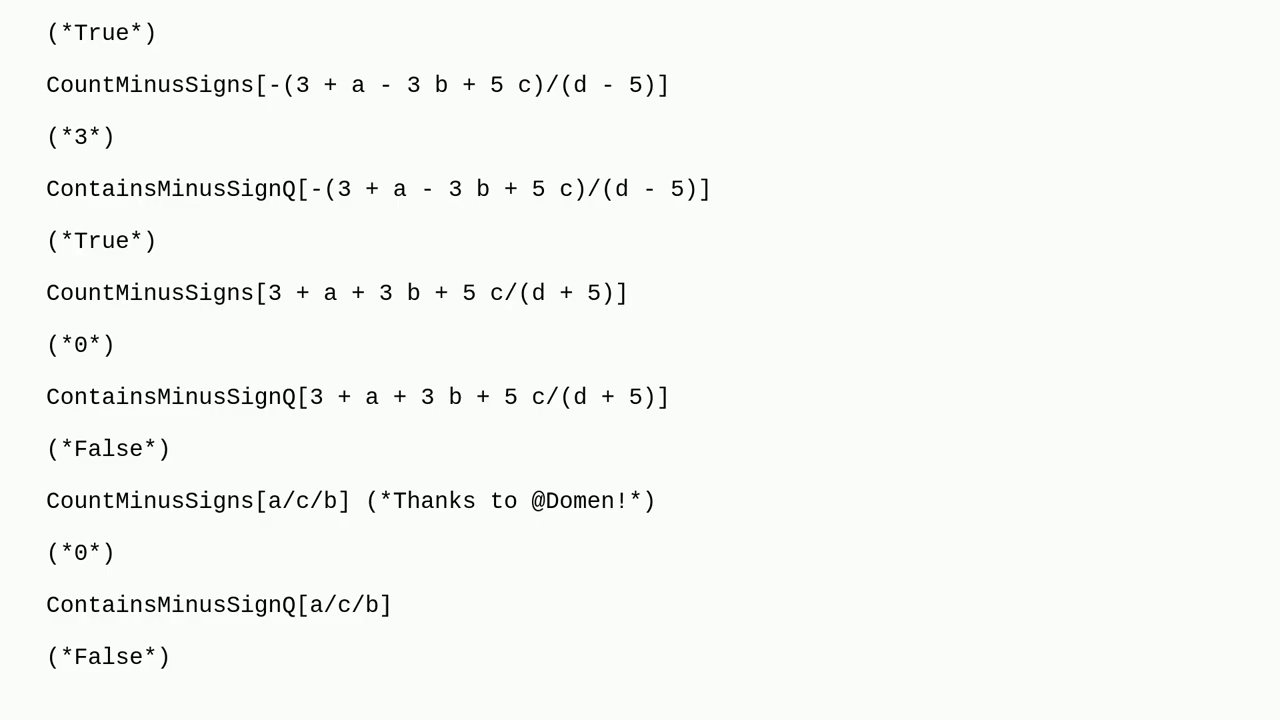 (*True*)
CountMinusSigns[-(3 + a - 3 b + 5 c)/(d - 5)]
(*3*)
ContainsMinusSignQ[-(3 + a - 3 b + 5 c)/(d - 5)]
(*True*)
CountMinusSigns[3 + a + 3 b + 5 c/(d + 5)]
(*0*)
ContainsMinusSignQ[3 + a + 3 b + 5 c/(d + 5)]
(*False*)
CountMinusSigns[a/c/b] (*Thanks to @Domen!*)
(*0*)
ContainsMinusSignQ[a/c/b]
(*False*)